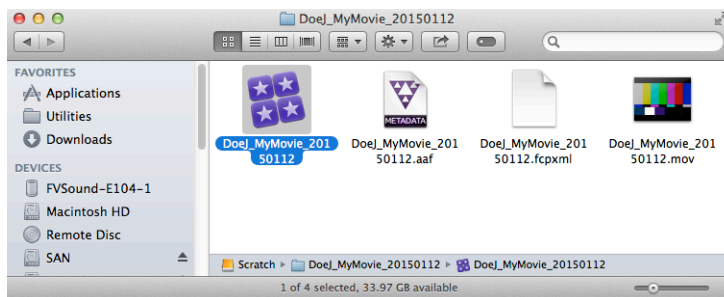 DoeJ_MyMovie_20150112
FAVORITES
Applications
Utilities
Downloads
DEVICES
FVSound-E104-1
Macintosh HD
Remote Disc
SAN
DoeJ_MyMovie_201
50112
METADATA
DoeJ_MyMovie_201
50112.aaf
DoeJ_MyMovie_201
50112.fcpxml
DoeJ_MyMovie_201
50112.mov
Scratch ▸ DoeJ_MyMovie_20150112 ▸ DoeJ_MyMovie_20150112
1 of 4 selected, 33.97 GB available